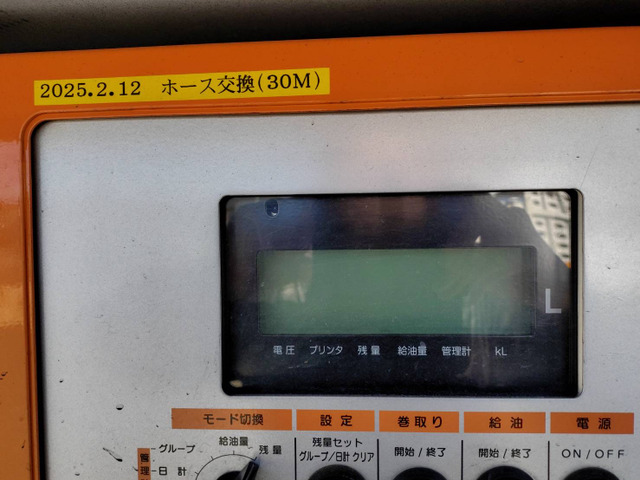 2025.2.12 ホース交換(30M)
L
電圧 プリンタ 残量 給油量 管理計 kL
モード切換 設定 巻取り 給油 電源
給油量
グループ 残量
日計
管理
残量セット
グループ/日計クリア
開始/終了
開始/終了
ON/OFF